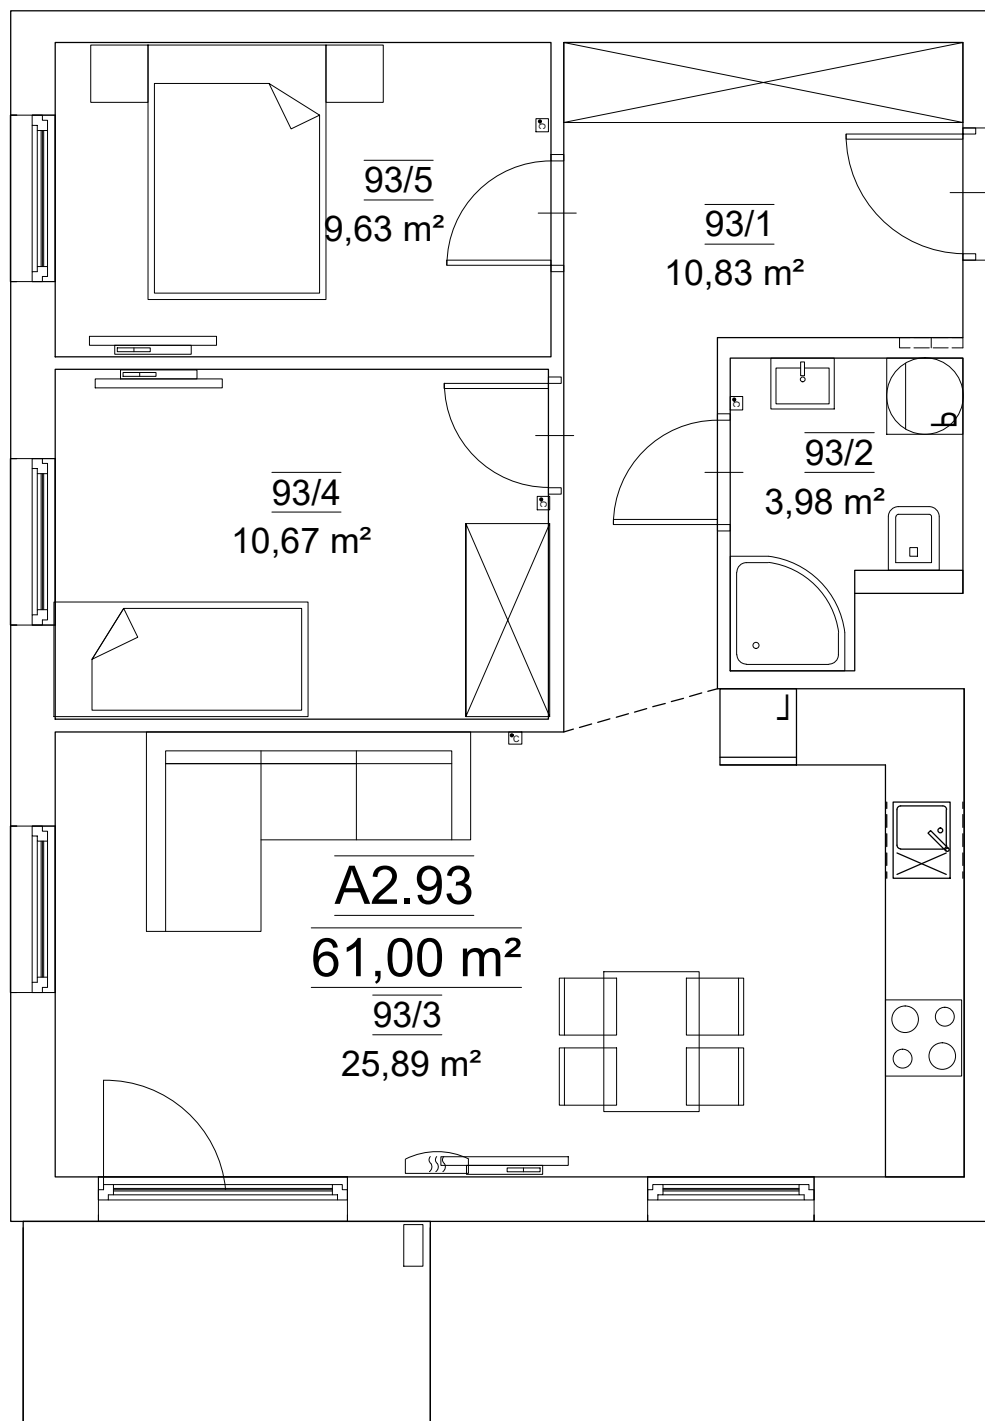 93/5
9,63 m²
93/1
10,83 m²
93/2
3,98 m²
b
93/4
10,67 m²
L
A2.93
61,00 m²
93/3
25,89 m²